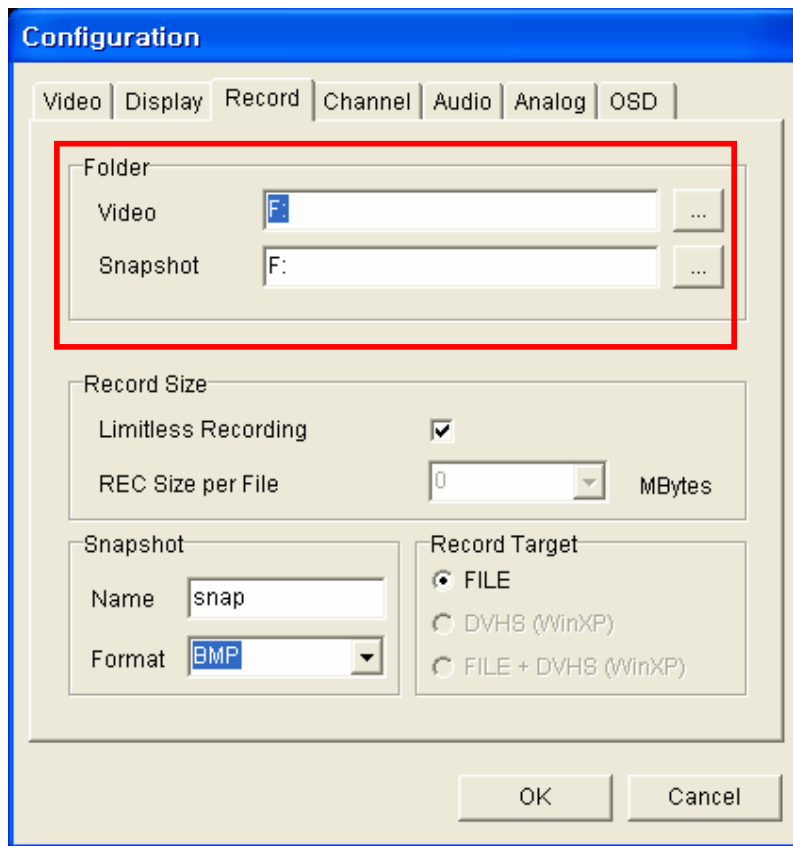 Configuration
Video Display Record Channel Audio Analog OSD
Folder
Video F: ...
Snapshot F: ...
Record Size
Limitless Recording
REC Size per File 0 MBytes
Snapshot
Name snap
Format BMP
Record Target
FILE
DVHS (WinXP)
FILE + DVHS (WinXP)
OK Cancel